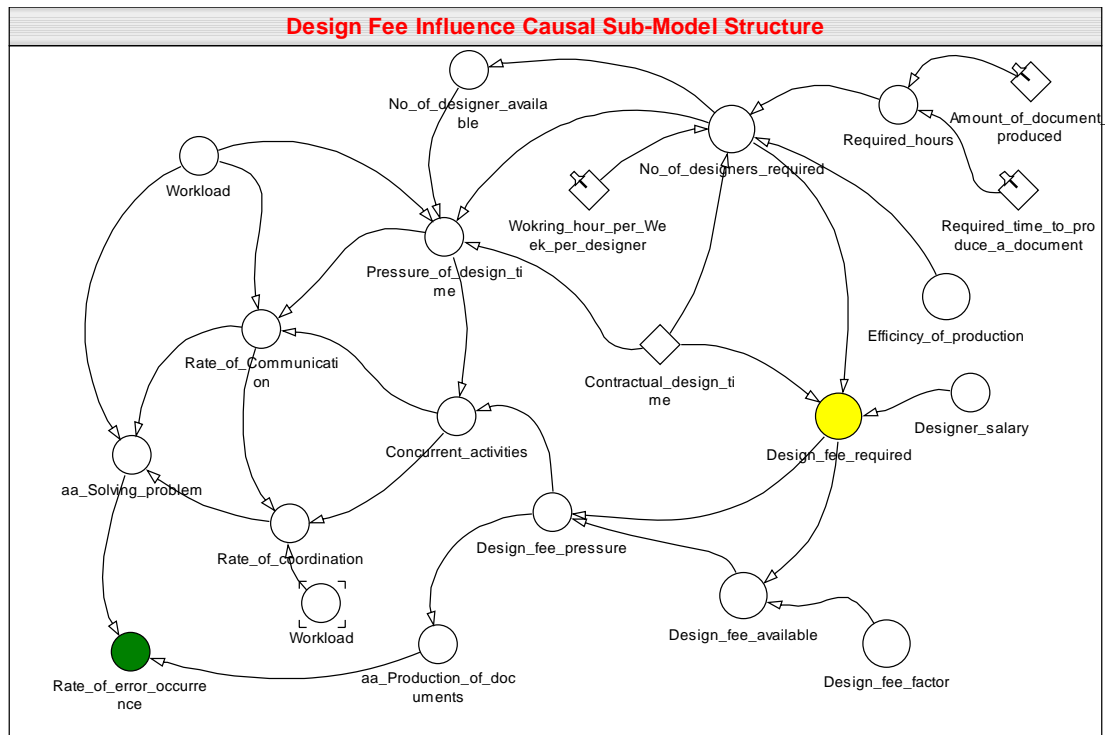 Design Fee Influence Causal Sub-Model Structure
No_of_designer_availa
ble
Amount_of_document_
produced
Required_hours
No_of_designers_required
Workload
Wokring_hour_per_We
ek_per_designer
Required_time_to_pro
duce_a_document
Pressure_of_design_ti
me
Efficincy_of_production
Rate_of_Communicati
on
Contractual_design_ti
me
Designer_salary
Concurrent_activities
Design_fee_required
aa_Solving_problem
Rate_of_coordination
Design_fee_pressure
Workload
Design_fee_available
Rate_of_error_occurre
nce
aa_Production_of_doc
uments
Design_fee_factor